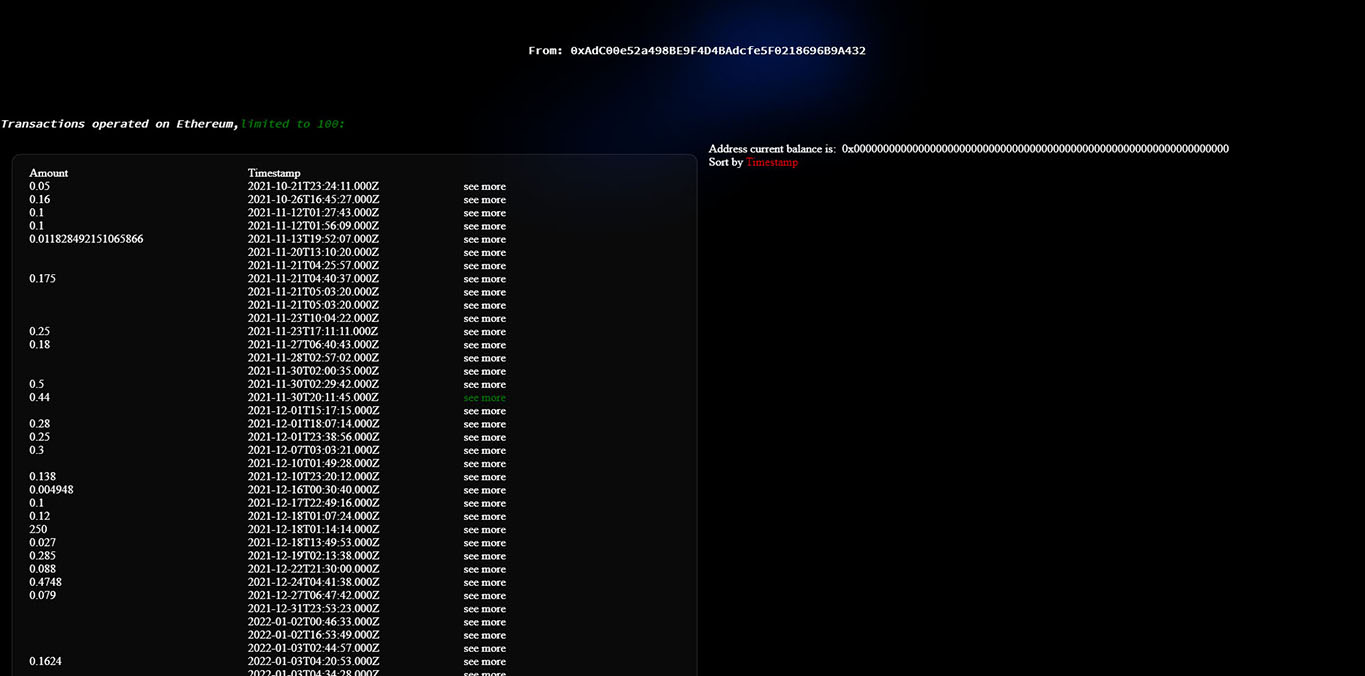 From: 0xAdC00e52a498BE9F4D4BAdcfe5F0218696B9A432
Transactions operated on Ethereum,limited to 100:
Address current balance is: 0x0000000000000000000000000000000000000000000000000000000000000000
Sort by Timestamp
Amount Timestamp
0.05 2021-10-21T23:24:11.000Z see more
0.16 2021-10-26T16:45:27.000Z see more
0.1 2021-11-12T01:27:43.000Z see more
0.1 2021-11-12T01:56:09.000Z see more
0.011828492151065866 2021-11-13T19:52:07.000Z see more
2021-11-20T13:10:20.000Z see more
2021-11-21T04:25:57.000Z see more
0.175 2021-11-21T04:40:37.000Z see more
2021-11-21T05:03:20.000Z see more
2021-11-21T05:03:20.000Z see more
2021-11-23T10:04:22.000Z see more
0.25 2021-11-23T17:11:11.000Z see more
0.18 2021-11-27T06:40:43.000Z see more
2021-11-28T02:57:02.000Z see more
2021-11-30T02:00:35.000Z see more
0.5 2021-11-30T02:29:42.000Z see more
0.44 2021-11-30T20:11:45.000Z see more
2021-12-01T15:17:15.000Z see more
0.28 2021-12-01T18:07:14.000Z see more
0.25 2021-12-01T23:38:56.000Z see more
0.3 2021-12-07T03:03:21.000Z see more
2021-12-10T01:49:28.000Z see more
0.138 2021-12-10T23:20:12.000Z see more
0.004948 2021-12-16T00:30:40.000Z see more
0.1 2021-12-17T22:49:16.000Z see more
0.12 2021-12-18T01:07:24.000Z see more
250 2021-12-18T01:14:14.000Z see more
0.027 2021-12-18T13:49:53.000Z see more
0.285 2021-12-19T02:13:38.000Z see more
0.088 2021-12-22T21:30:00.000Z see more
0.4748 2021-12-24T04:41:38.000Z see more
0.079 2021-12-27T06:47:42.000Z see more
2021-12-31T23:53:23.000Z see more
2022-01-02T00:46:33.000Z see more
2022-01-02T16:53:49.000Z see more
2022-01-03T02:44:57.000Z see more
0.1624 2022-01-03T04:20:53.000Z see more
2022-01-03T04:34:28.000Z see more